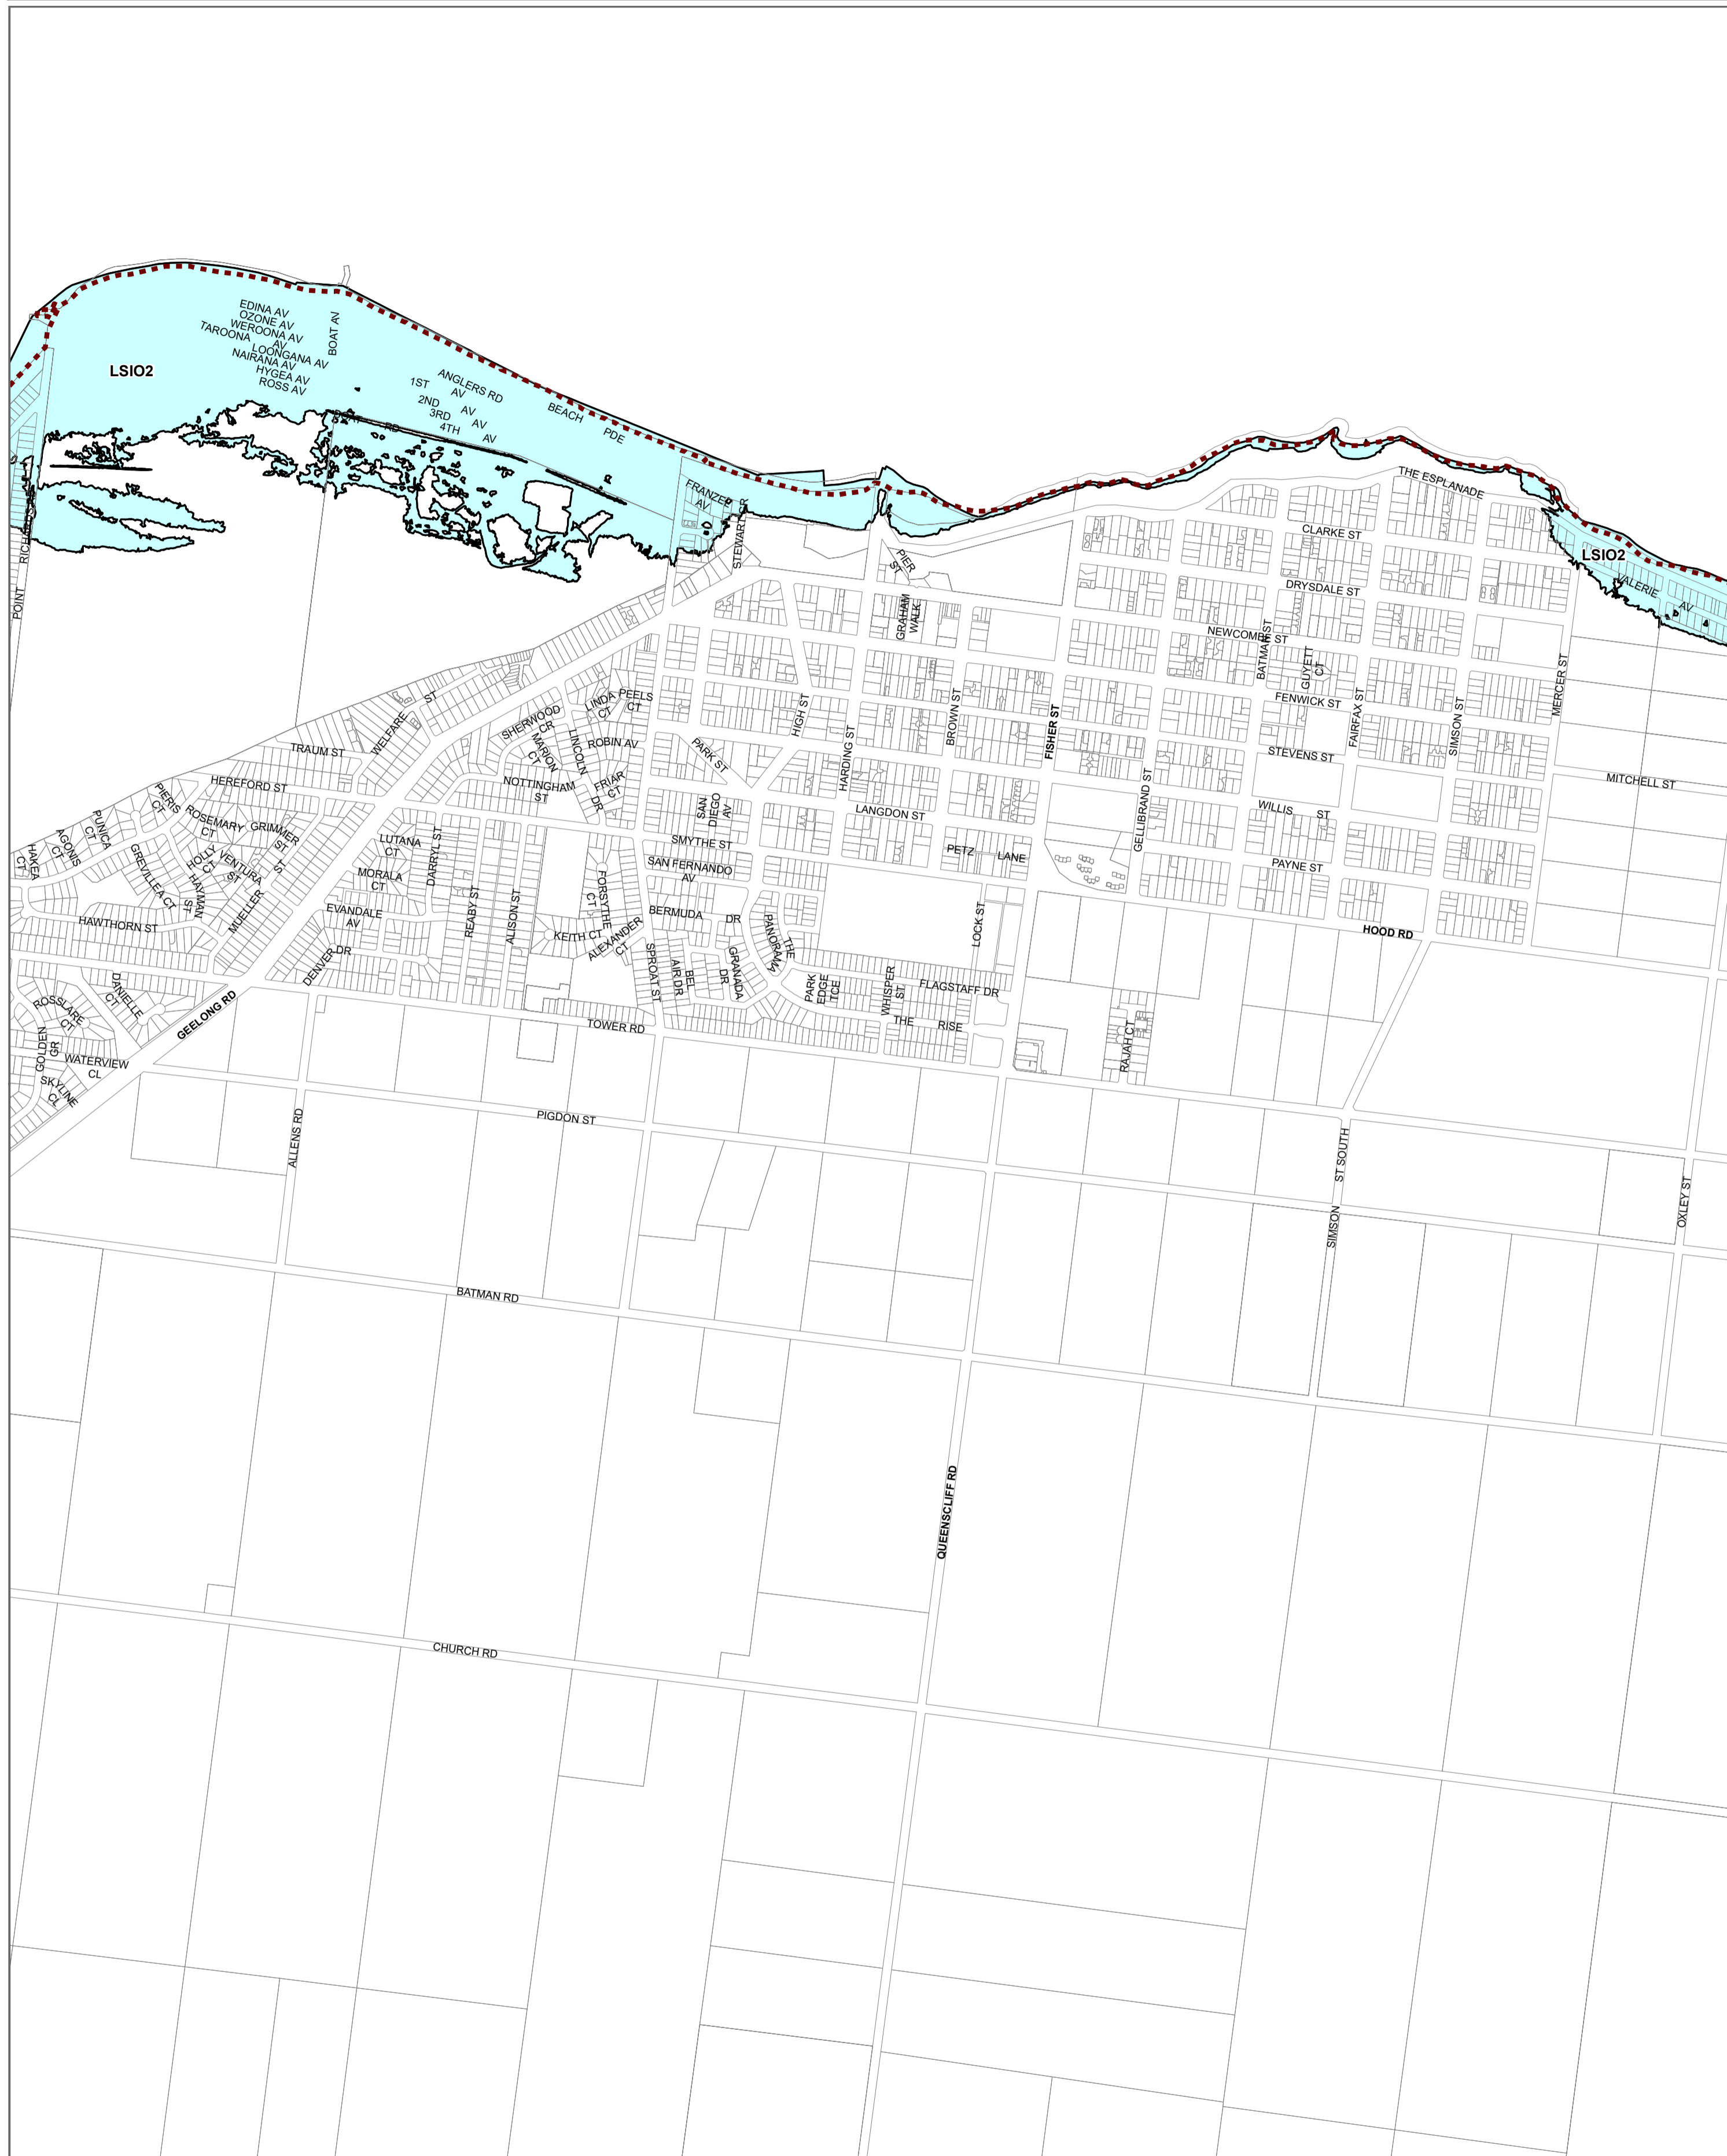 EDINA AV
OZONE AV
WEROONA AV
TAROONA AV
LOONGANA AV
NAIRANA AV
HYGEA AV
ROSS AV
BOAT AV
LSIO2
ANGLERS RD
1ST AV
2ND AV
3RD AV
4TH AV
BEACH PDE
BOAT RD
POINT
FRANZEL AV
THE ESPLANADE
CLARKE ST
LSIO2
VALERIE AV
PIER ST
DRYSDALE ST
GRAHAM WALK
NEWCOMBE ST
BATMAN ST
GUYETT CT
FENWICK ST
MERCER ST
FAIRFAX ST
SIMSON ST
STEVENS ST
MITCHELL ST
HIGH ST
HARDING ST
BROWN ST
FISHER ST
GELLIBRAND ST
WILLIS ST
PAYNE ST
LINDA CT
PEELS CT
SHERWOOD CR
MARION CT
LINCOLN DR
ROBIN AV
FRIAR CT
NOTTINGHAM ST
PARK ST
WELFARE ST
TRAUM ST
HEREFORD ST
LANGDON ST
SAN DIEGO AV
SMYTHE ST
SAN FERNANDO AV
PETZ LANE
PIERIS CT
PUNICA CT
AGONIS CT
HAKEA CT
ROSEMARY CT
GRIMMER ST
HOLLY CT
VENTURA ST
GREVILLEA CT
HAYMAN ST
MUELLER ST
HAWTHORN ST
LUTANA CT
MORALA CT
EVANDALE AV
DENVER DR
DARRYL ST
REABY ST
ALISON ST
FORSYTHE CT
KEITH CT
ALEXANDER CT
SPROAT ST
BERMUDA DR
BEL AIR DR
GRANADA DR
THE PANORAMA
PARK EDGE TCE
WHISPER ST
FLAGSTAFF DR
THE RISE
LOCK ST
HOOD RD
RAJAH CT
DANIELLE CT
ROSSLARE CT
GOLDEN GR
WATERVIEW CL
SKYLINE CL
GEELONG RD
TOWER RD
PIGDON ST
ALLENS RD
SIMSON ST SOUTH
OXLEY ST
BATMAN RD
QUEENSCLIFF RD
CHURCH RD